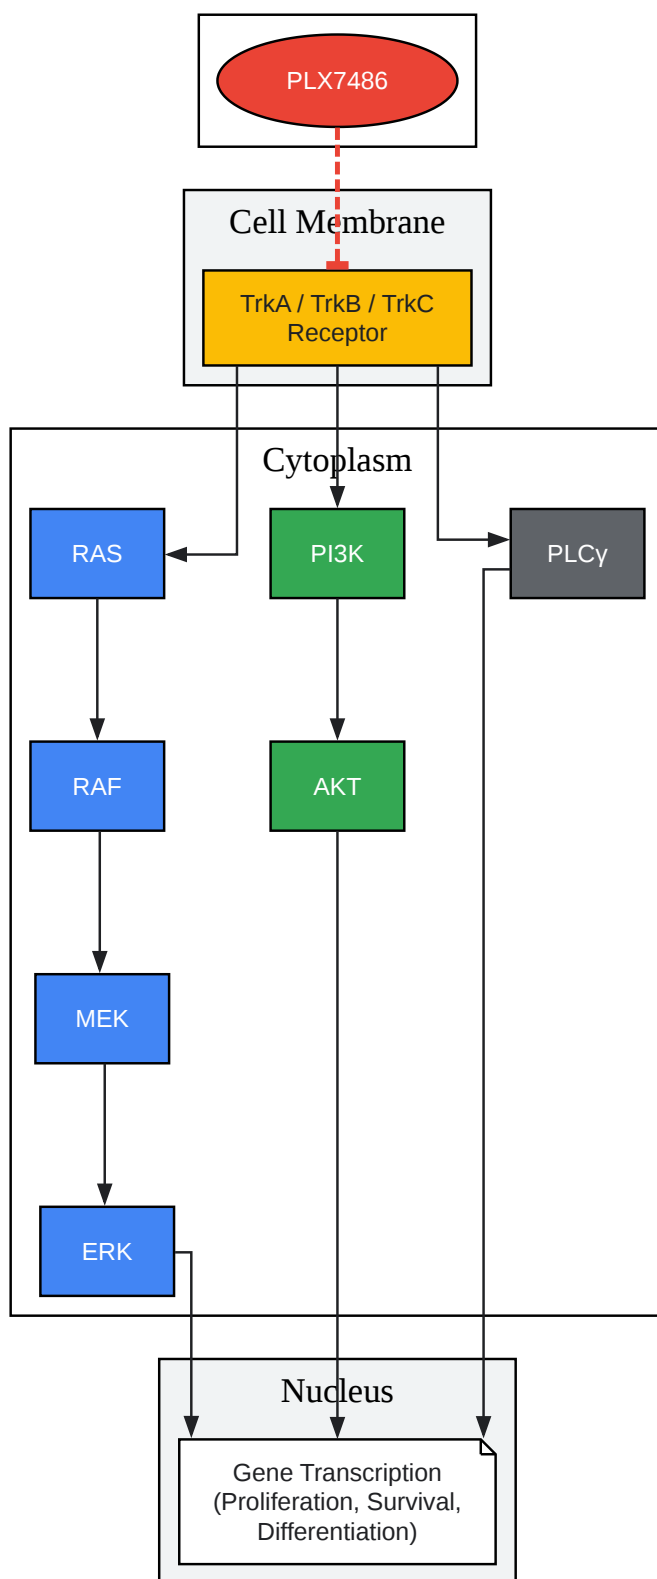 PLX7486
Cell Membrane
TrkA / TrkB / TrkC
Receptor
Cytoplasm
RAS
PI3K
PLCγ
RAF
AKT
MEK
ERK
Nucleus
Gene Transcription
(Proliferation, Survival,
Differentiation)